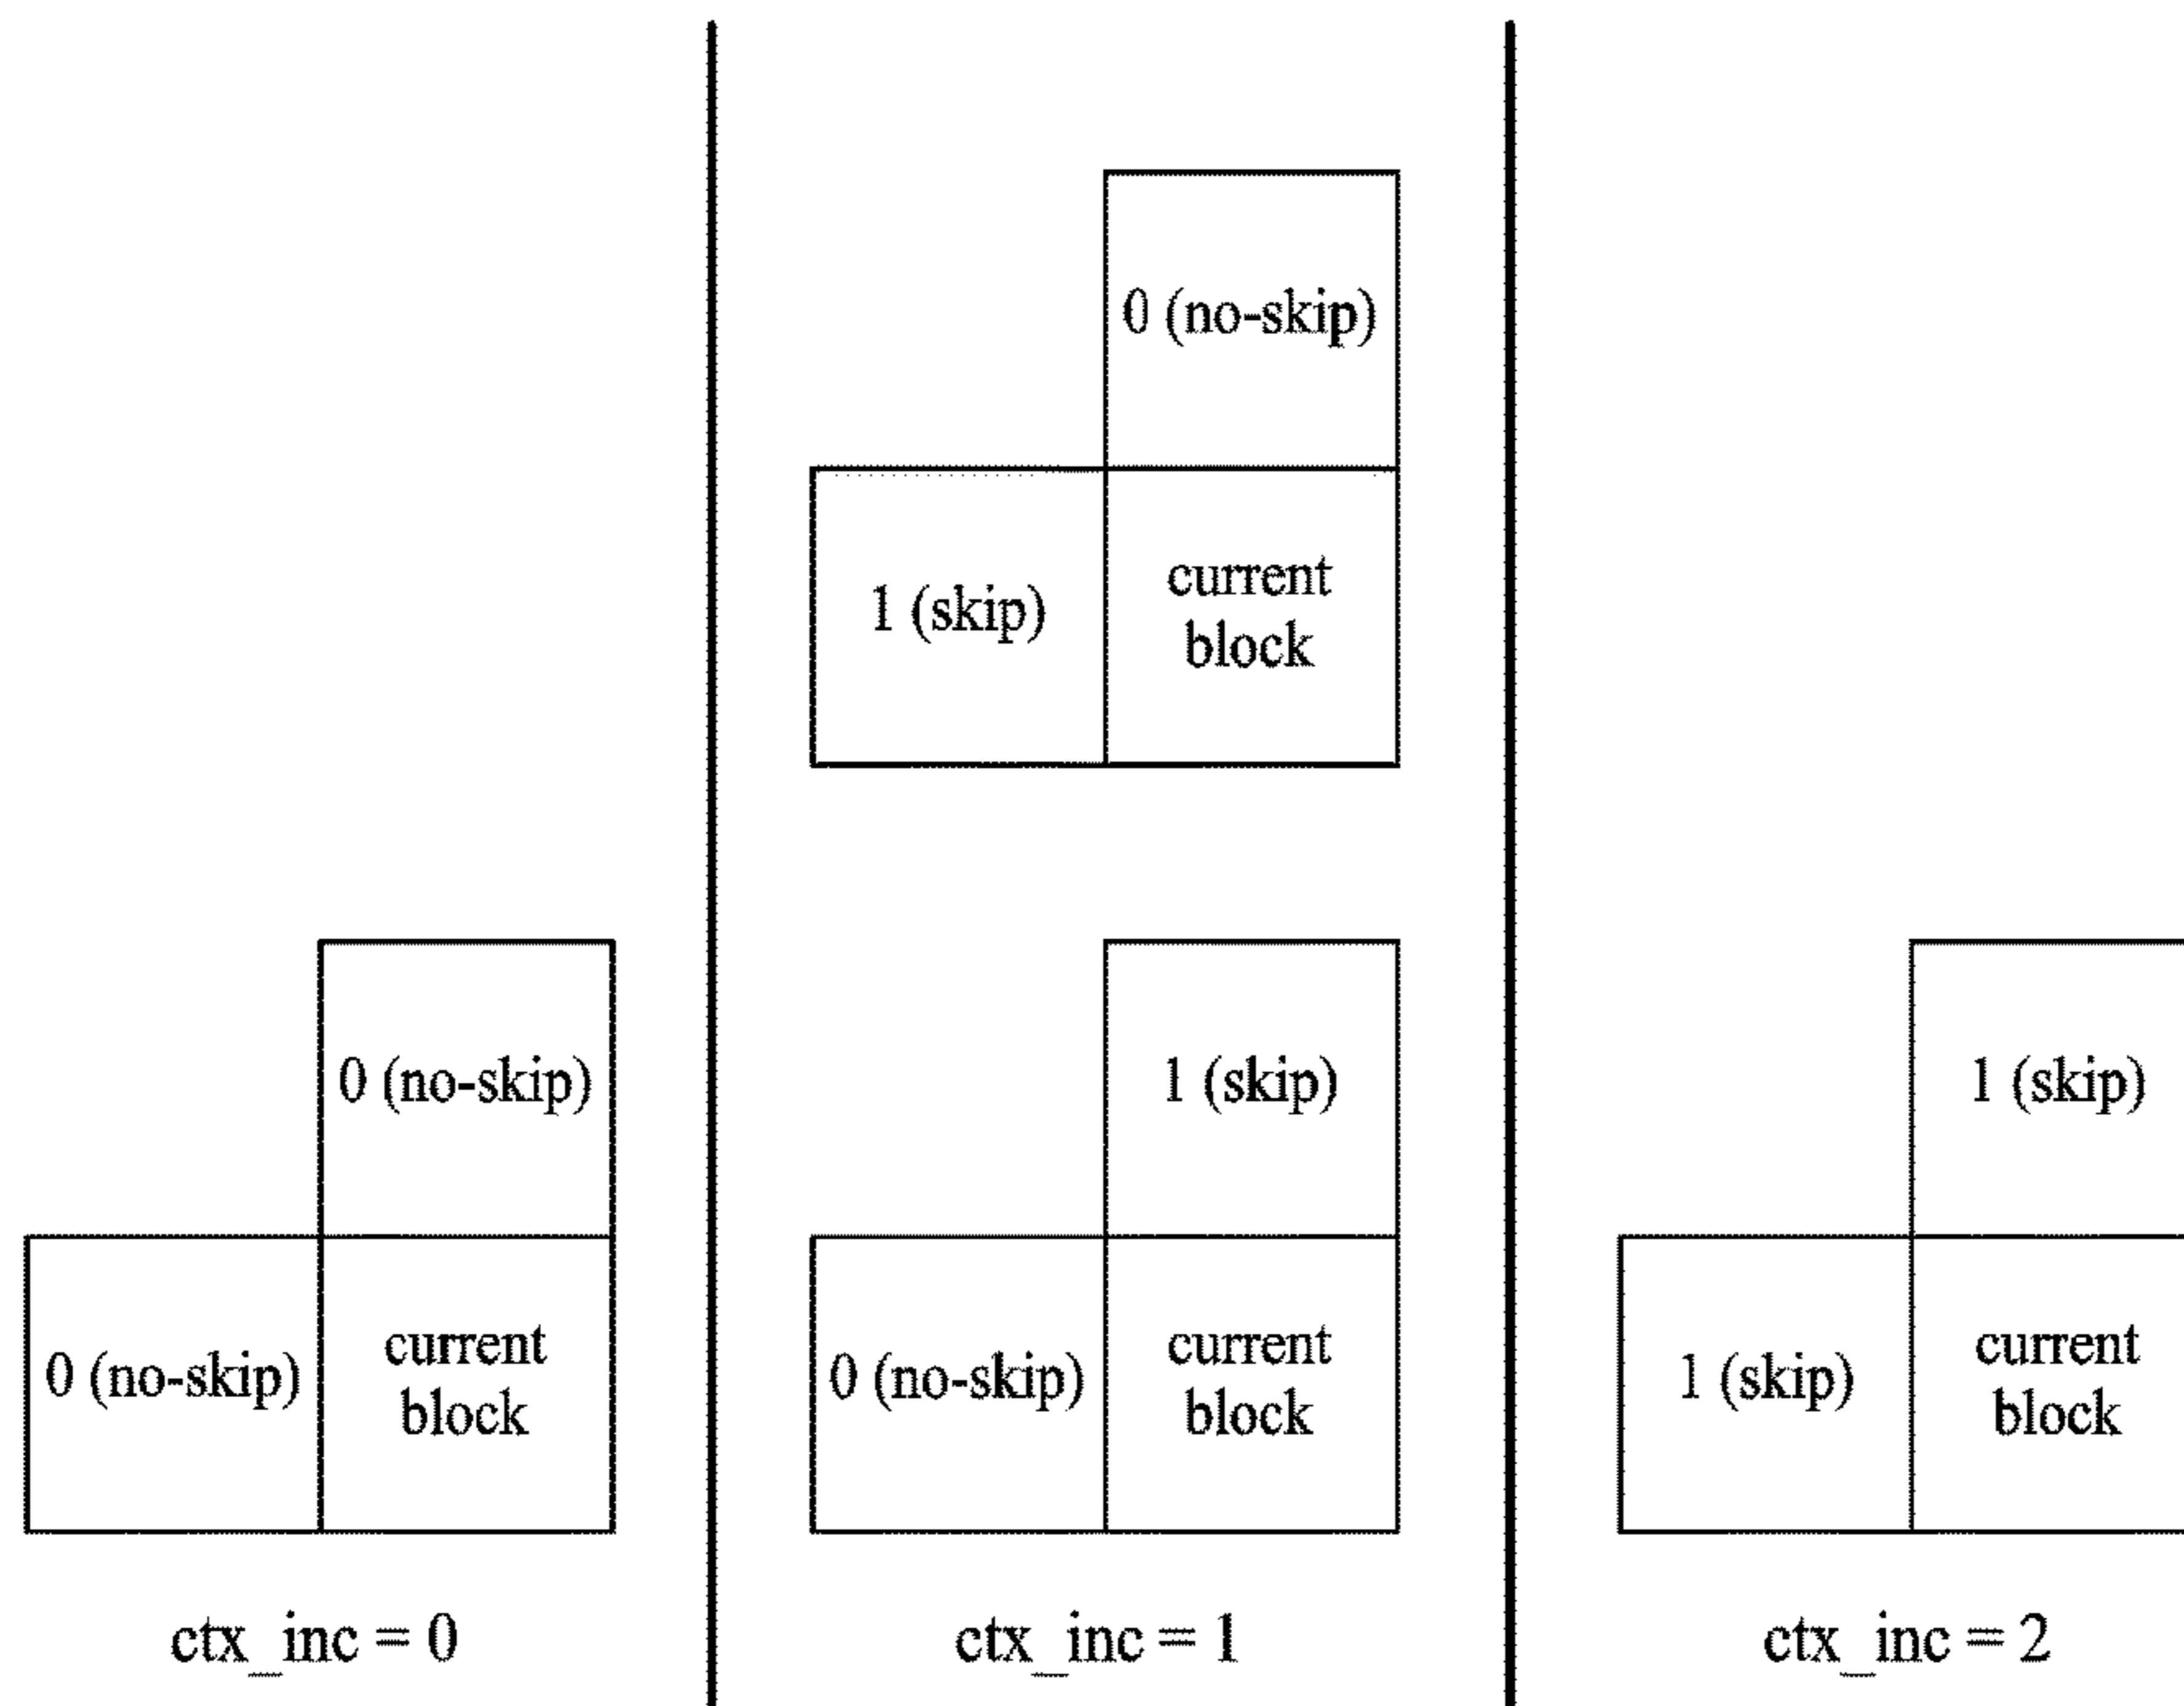 0 (no-skip)
0 (no-skip)
current
block
ctx_inc = 0
0 (no-skip)
1 (skip)
current
block
1 (skip)
0 (no-skip)
current
block
ctx_inc = 1
1 (skip)
1 (skip)
current
block
ctx_inc = 2